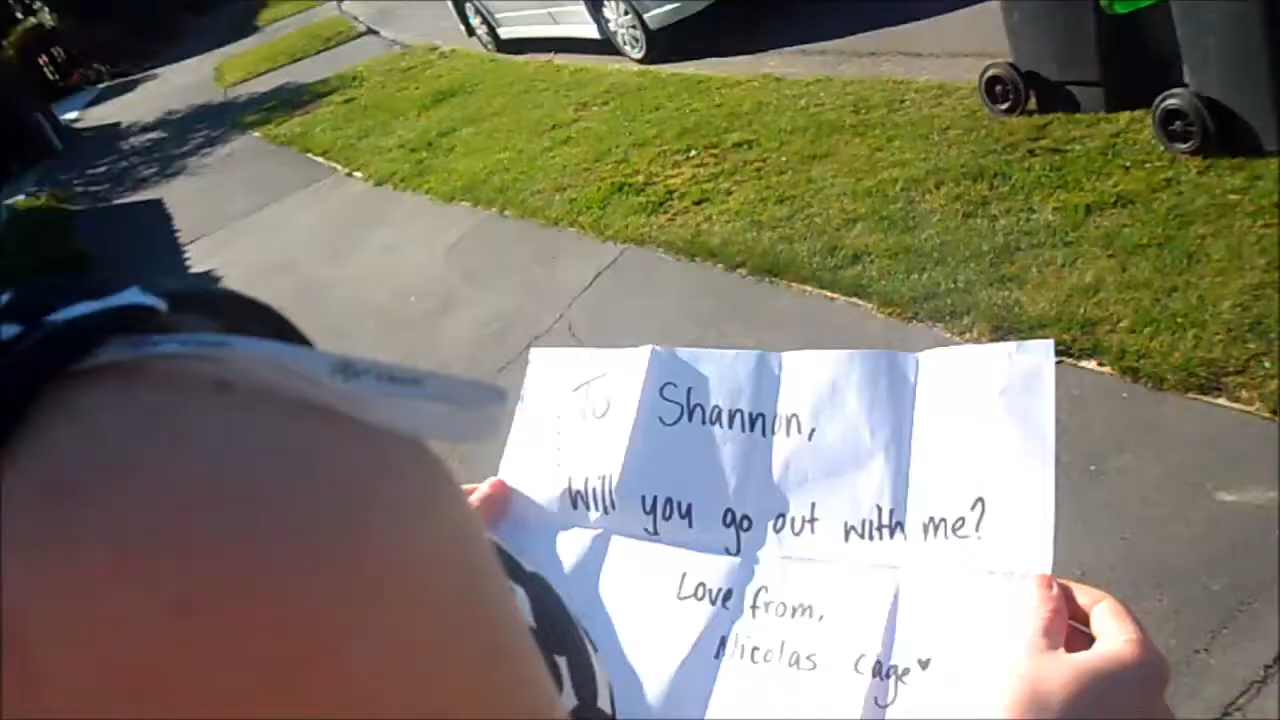 To Shannon,
Will you go out with me?
Love from,
Nicolas Cage♥